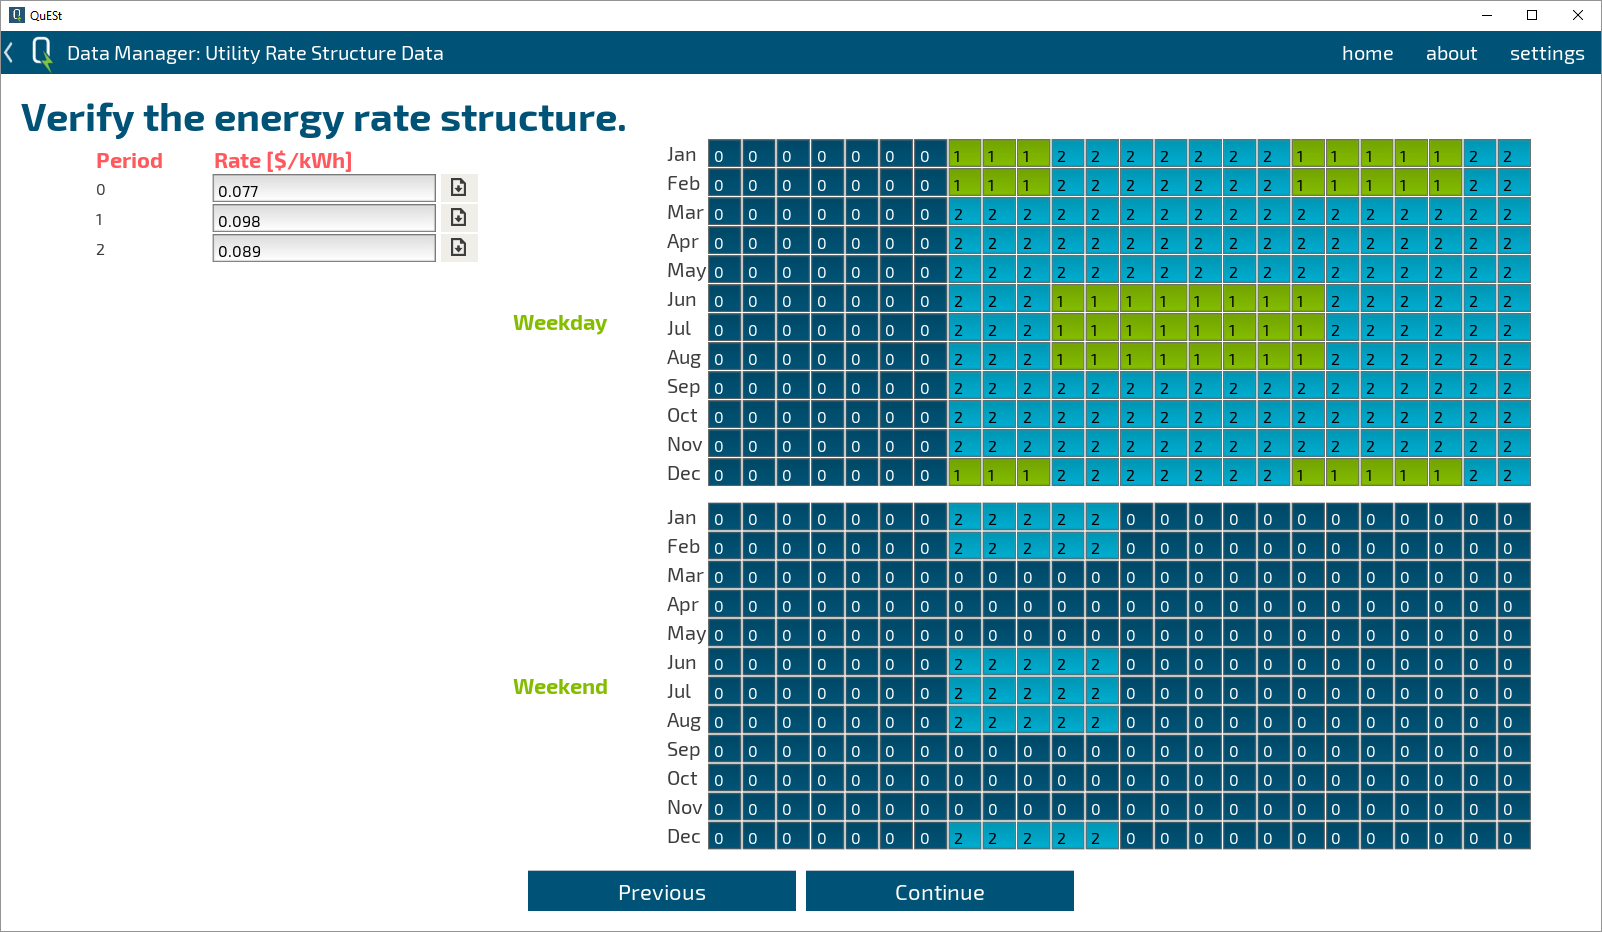 QuESt
Data Manager: Utility Rate Structure Data home about settings
Verify the energy rate structure.
Period Rate [$/kWh]
0 0.077
1 0.098
2 0.089
Weekday
Jan 0 0 0 0 0 0 0 1 1 1 2 2 2 2 2 2 2 1 1 1 1 1 2 2
Feb 0 0 0 0 0 0 0 1 1 1 2 2 2 2 2 2 2 1 1 1 1 1 2 2
Mar 0 0 0 0 0 0 0 2 2 2 2 2 2 2 2 2 2 2 2 2 2 2 2 2
Apr 0 0 0 0 0 0 0 2 2 2 2 2 2 2 2 2 2 2 2 2 2 2 2 2
May 0 0 0 0 0 0 0 2 2 2 2 2 2 2 2 2 2 2 2 2 2 2 2 2
Jun 0 0 0 0 0 0 0 2 2 2 1 1 1 1 1 1 1 1 2 2 2 2 2 2
Jul 0 0 0 0 0 0 0 2 2 2 1 1 1 1 1 1 1 1 2 2 2 2 2 2
Aug 0 0 0 0 0 0 0 2 2 2 1 1 1 1 1 1 1 1 2 2 2 2 2 2
Sep 0 0 0 0 0 0 0 2 2 2 2 2 2 2 2 2 2 2 2 2 2 2 2 2
Oct 0 0 0 0 0 0 0 2 2 2 2 2 2 2 2 2 2 2 2 2 2 2 2 2
Nov 0 0 0 0 0 0 0 2 2 2 2 2 2 2 2 2 2 2 2 2 2 2 2 2
Dec 0 0 0 0 0 0 0 1 1 1 2 2 2 2 2 2 2 1 1 1 1 1 2 2
Weekend
Jan 0 0 0 0 0 0 0 2 2 2 2 2 0 0 0 0 0 0 0 0 0 0 0 0
Feb 0 0 0 0 0 0 0 2 2 2 2 2 0 0 0 0 0 0 0 0 0 0 0 0
Mar 0 0 0 0 0 0 0 0 0 0 0 0 0 0 0 0 0 0 0 0 0 0 0 0
Apr 0 0 0 0 0 0 0 0 0 0 0 0 0 0 0 0 0 0 0 0 0 0 0 0
May 0 0 0 0 0 0 0 0 0 0 0 0 0 0 0 0 0 0 0 0 0 0 0 0
Jun 0 0 0 0 0 0 0 2 2 2 2 2 0 0 0 0 0 0 0 0 0 0 0 0
Jul 0 0 0 0 0 0 0 2 2 2 2 2 0 0 0 0 0 0 0 0 0 0 0 0
Aug 0 0 0 0 0 0 0 2 2 2 2 2 0 0 0 0 0 0 0 0 0 0 0 0
Sep 0 0 0 0 0 0 0 0 0 0 0 0 0 0 0 0 0 0 0 0 0 0 0 0
Oct 0 0 0 0 0 0 0 0 0 0 0 0 0 0 0 0 0 0 0 0 0 0 0 0
Nov 0 0 0 0 0 0 0 0 0 0 0 0 0 0 0 0 0 0 0 0 0 0 0 0
Dec 0 0 0 0 0 0 0 2 2 2 2 2 0 0 0 0 0 0 0 0 0 0 0 0
Previous Continue